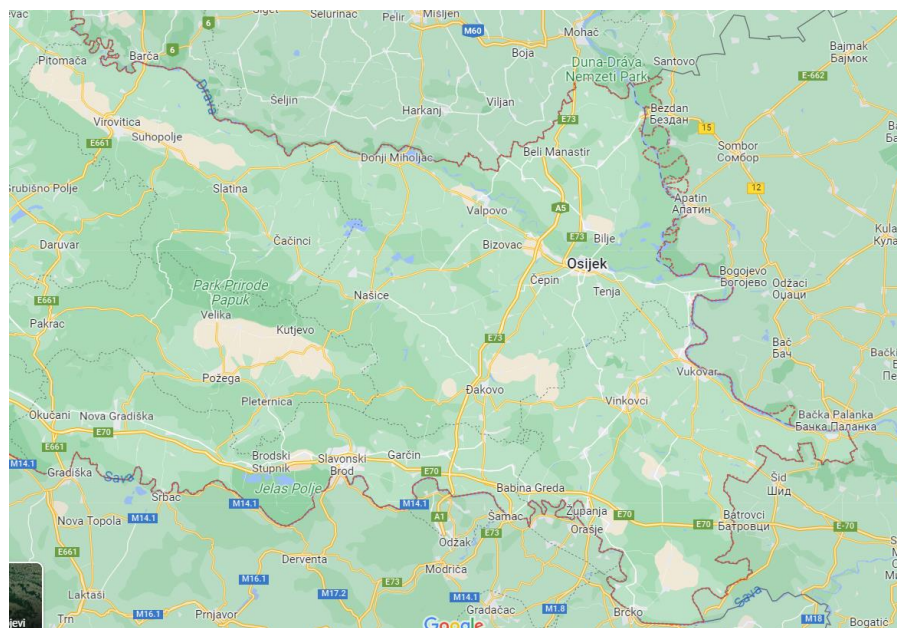 Siget
Selurinac
Pelir
Mišljen
M60
Mohač
6
6
Barča
Pitomača
Boja
Duna-Dráva
Nemzeti Park
Santovo
Bajmak
Бајмок
E-662
Drava
Šeljin
Viljan
Harkanj
Bezdan
Бездан
15
Virovitica
Suhopolje
E73
E661
Donji Miholjac
Beli Manastir
Sombor
Сомбор
12
Slatina
Grubišno Polje
Valpovo
Apatin
Апатин
A5
Bizovac
E73
Bilje
Kula
Daruvar
Čačinci
Osijek
Čepin
Bogojevo
Богојево
Odžaci
Оџаци
Park Prirode
Papuk
Našice
Tenja
E661
Velika
Kutjevo
Pakrac
E73
Bač
Бач
Požega
Đakovo
Vukovar
Pleternica
Vinkovci
Okučani
Nova Gradiška
Bačka Palanka
Бачка Паланка
E70
E661
M14.1
Gradiška
Sava
Brodski
Stupnik
Slavonski
Brod
Garčin
E70
Šid
Шид
Babina Greda
Srbac
Jelas Polje
M14.1
M14.1
M14.1
A1
Šamac
Županja
Orašje
E70
E70
Batrovci
Батровци
E-70
Nova Topola
Odžak
E73
E661
Derventa
Modriča
M16.1
M17.2
E73
M14.1
Laktaši
Gradačac
M1.8
Brčko
Sava
Trn
M16.1
Prnjavor
M18
Bogatić
jevi
Google